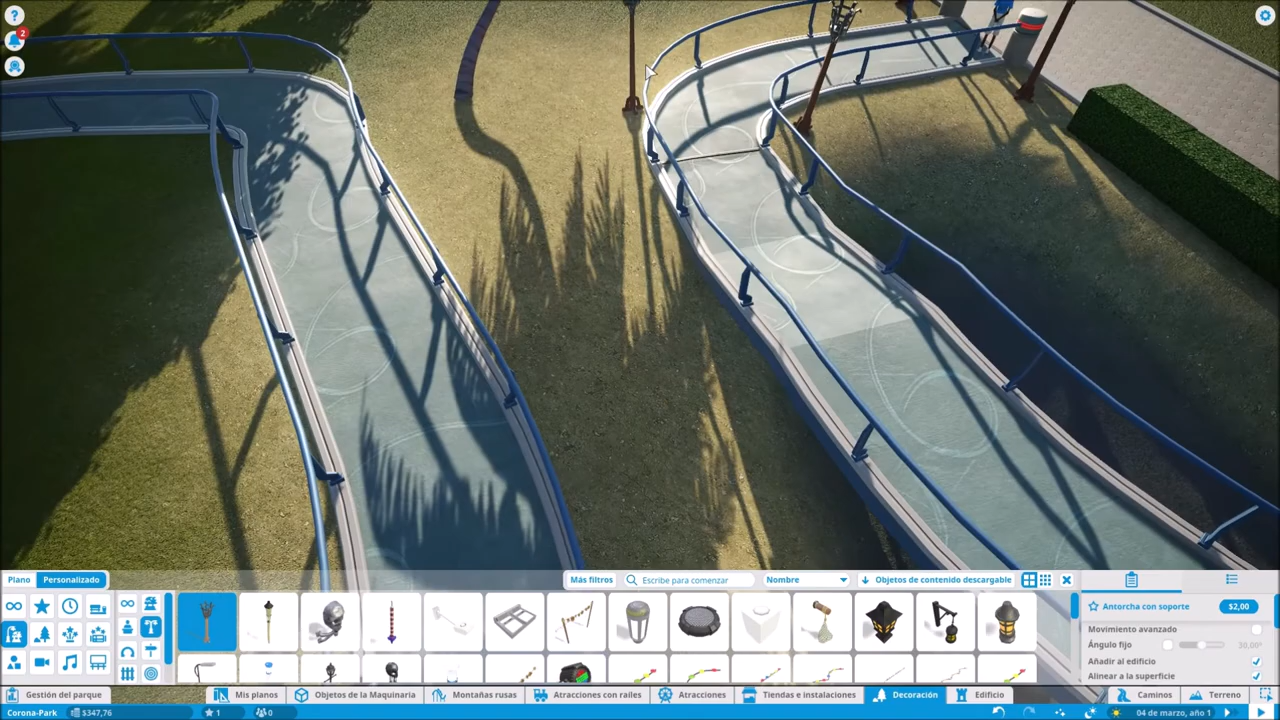 ?
2
Plano Personalizado
Más filtros Escribe para comenzar Nombre Objetos de contenido descargable
Antorcha con soporte $2,00
Movimiento avanzado
Ángulo fijo 30,00°
Añadir al edificio
Alinear a la superficie
Gestión del parque Mis planos Objetos de la Maquinaria Montañas rusas Atracciones con raíles Atracciones Tiendas e instalaciones Decoración Edificio Caminos Terreno
Corona-Park $347,76 1 0 04 de marzo, año 1